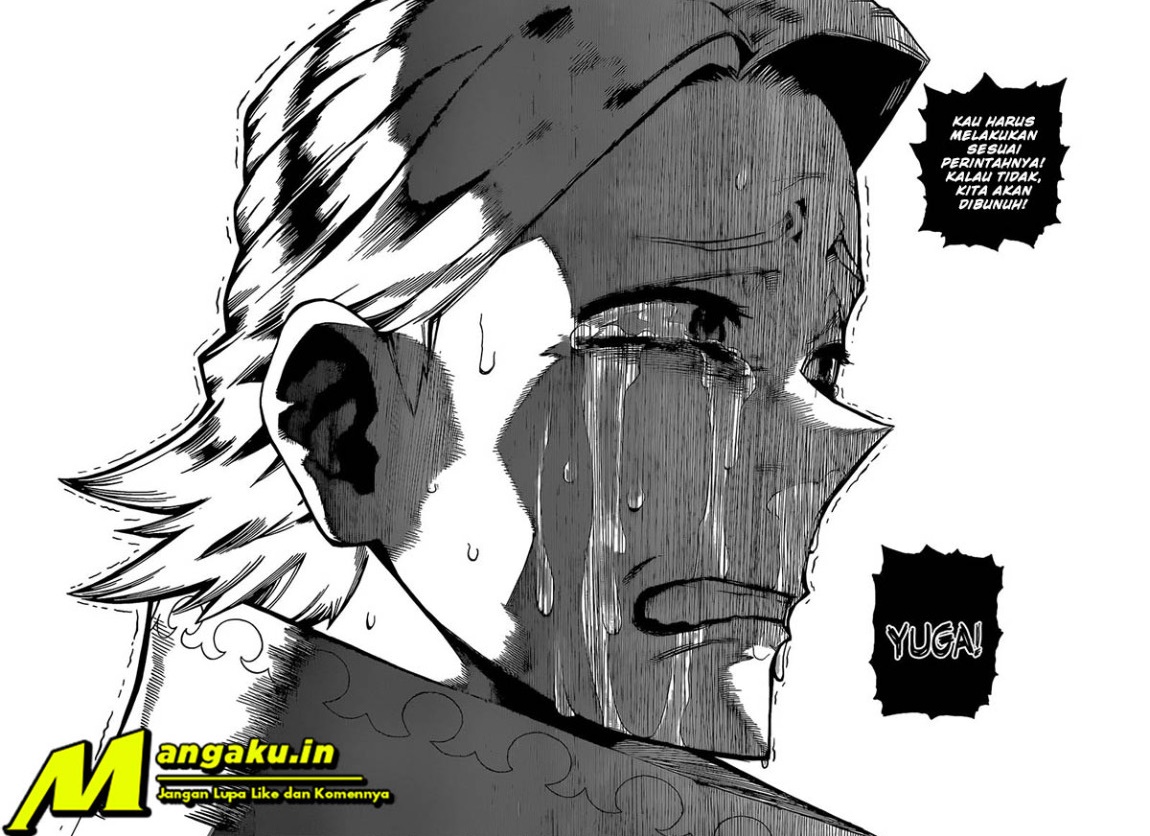 KAU HARUS
MELAKUKAN
SESUAI
PERINTAHNYA!
KALAU TIDAK,
KITA AKAN
DIBUNUH!
YUGA!
Mangaku.in
Jangan Lupa Like dan Komennya